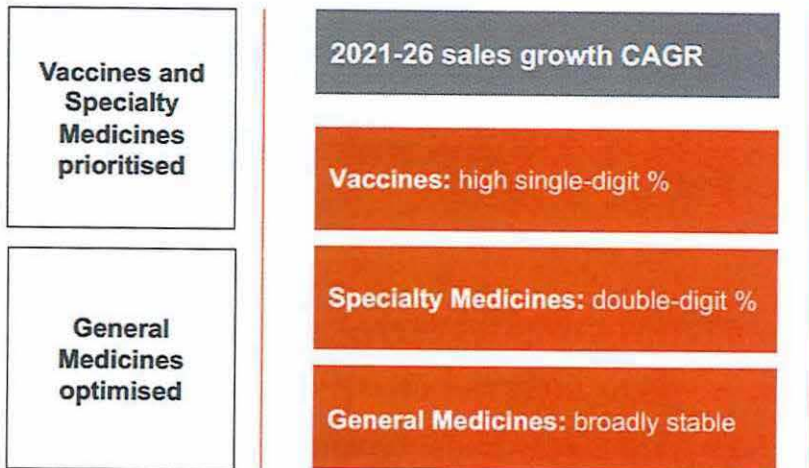 Vaccines and
Specialty
Medicines
prioritised
General
Medicines
optimised
2021-26 sales growth CAGR
Vaccines: high single-digit %
Specialty Medicines: double-digit %
General Medicines: broadly stable